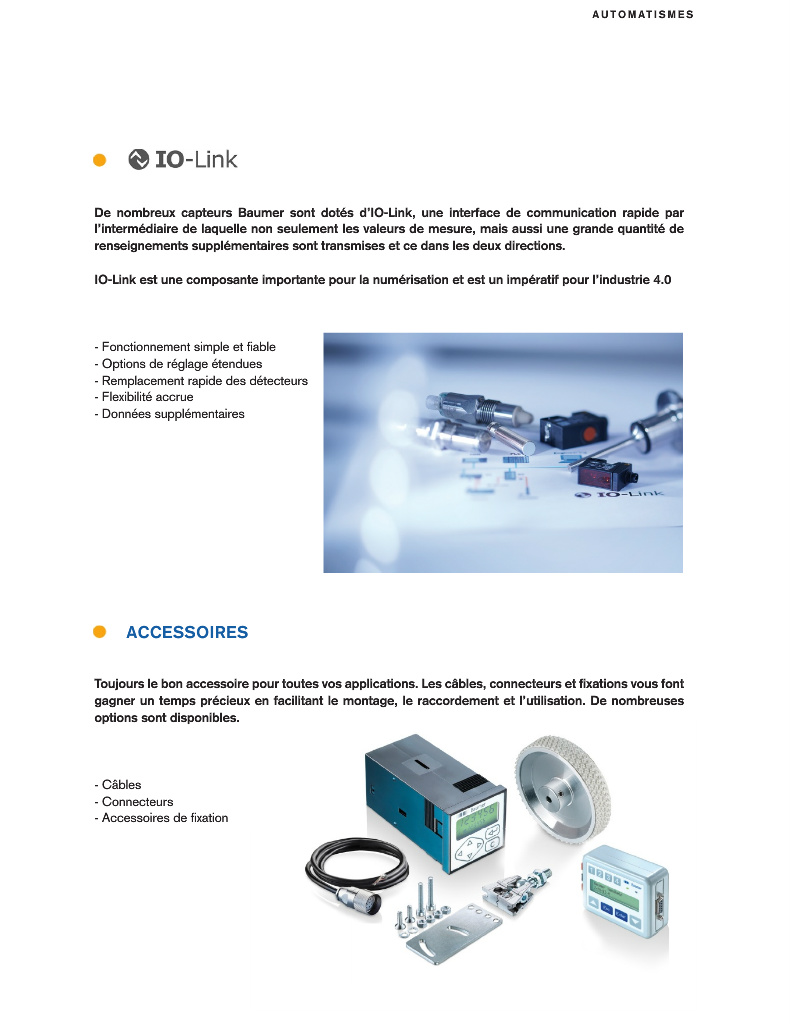 AUTOMATISMES
IO-Link
De nombreux capteurs Baumer sont dotés d’IO-Link, une interface de communication rapide par
l’intermédiaire de laquelle non seulement les valeurs de mesure, mais aussi une grande quantité de
renseignements supplémentaires sont transmises et ce dans les deux directions.
IO-Link est une composante importante pour la numérisation et est un impératif pour l’industrie 4.0
- Fonctionnement simple et fiable
- Options de réglage étendues
- Remplacement rapide des détecteurs
- Flexibilité accrue
- Données supplémentaires
IO-Link
ACCESSOIRES
Toujours le bon accessoire pour toutes vos applications. Les câbles, connecteurs et fixations vous font
gagner un temps précieux en facilitant le montage, le raccordement et l’utilisation. De nombreuses
options sont disponibles.
- Câbles
- Connecteurs
- Accessoires de fixation